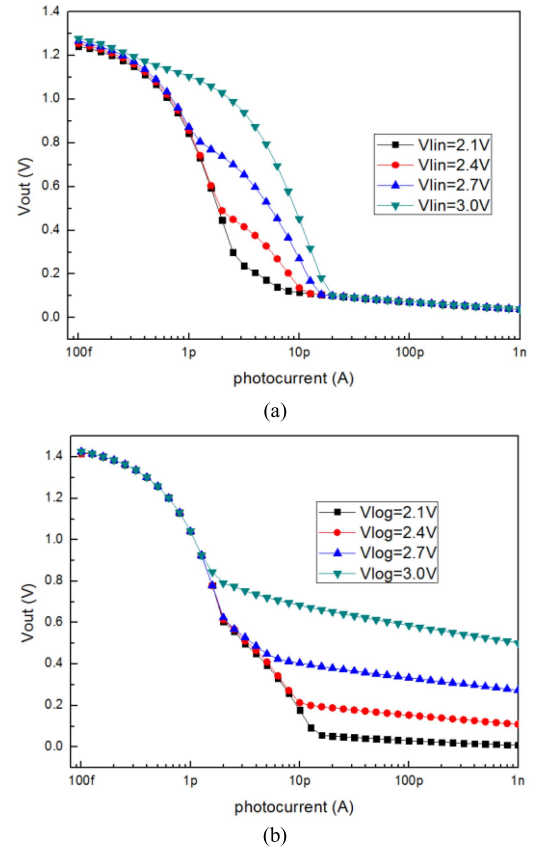 1.4
1.2
1.0
0.8
0.6
0.4
0.2
0.0
Vout (V)
Vlin=2.1V
Vlin=2.4V
Vlin=2.7V
Vlin=3.0V
100f 1p 10p 100p 1n
photocurrent (A)
(a)
1.4
1.2
1.0
0.8
0.6
0.4
0.2
0.0
Vout (V)
Vlog=2.1V
Vlog=2.4V
Vlog=2.7V
Vlog=3.0V
100f 1p 10p 100p 1n
photocurrent (A)
(b)